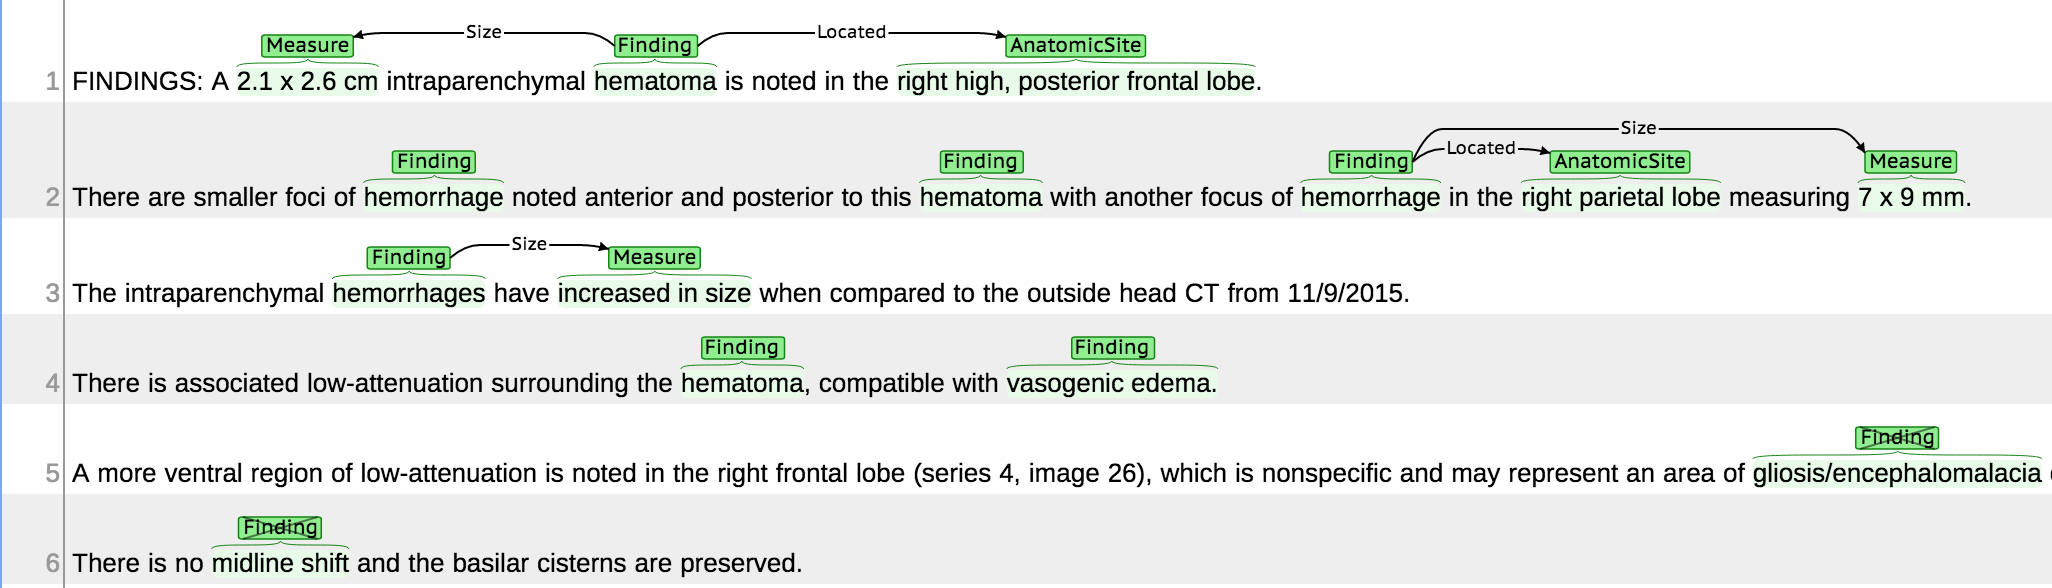 Size Located
Measure Finding AnatomicSite
1 FINDINGS: A 2.1 x 2.6 cm intraparenchymal hematoma is noted in the right high, posterior frontal lobe.
Size
Located
Finding Finding Finding AnatomicSite Measure
2 There are smaller foci of hemorrhage noted anterior and posterior to this hematoma with another focus of hemorrhage in the right parietal lobe measuring 7 x 9 mm.
Size
Finding Measure
3 The intraparenchymal hemorrhages have increased in size when compared to the outside head CT from 11/9/2015.
Finding Finding
4 There is associated low-attenuation surrounding the hematoma, compatible with vasogenic edema.
Finding
5 A more ventral region of low-attenuation is noted in the right frontal lobe (series 4, image 26), which is nonspecific and may represent an area of gliosis/encephalomalacia
Finding
6 There is no midline shift and the basilar cisterns are preserved.